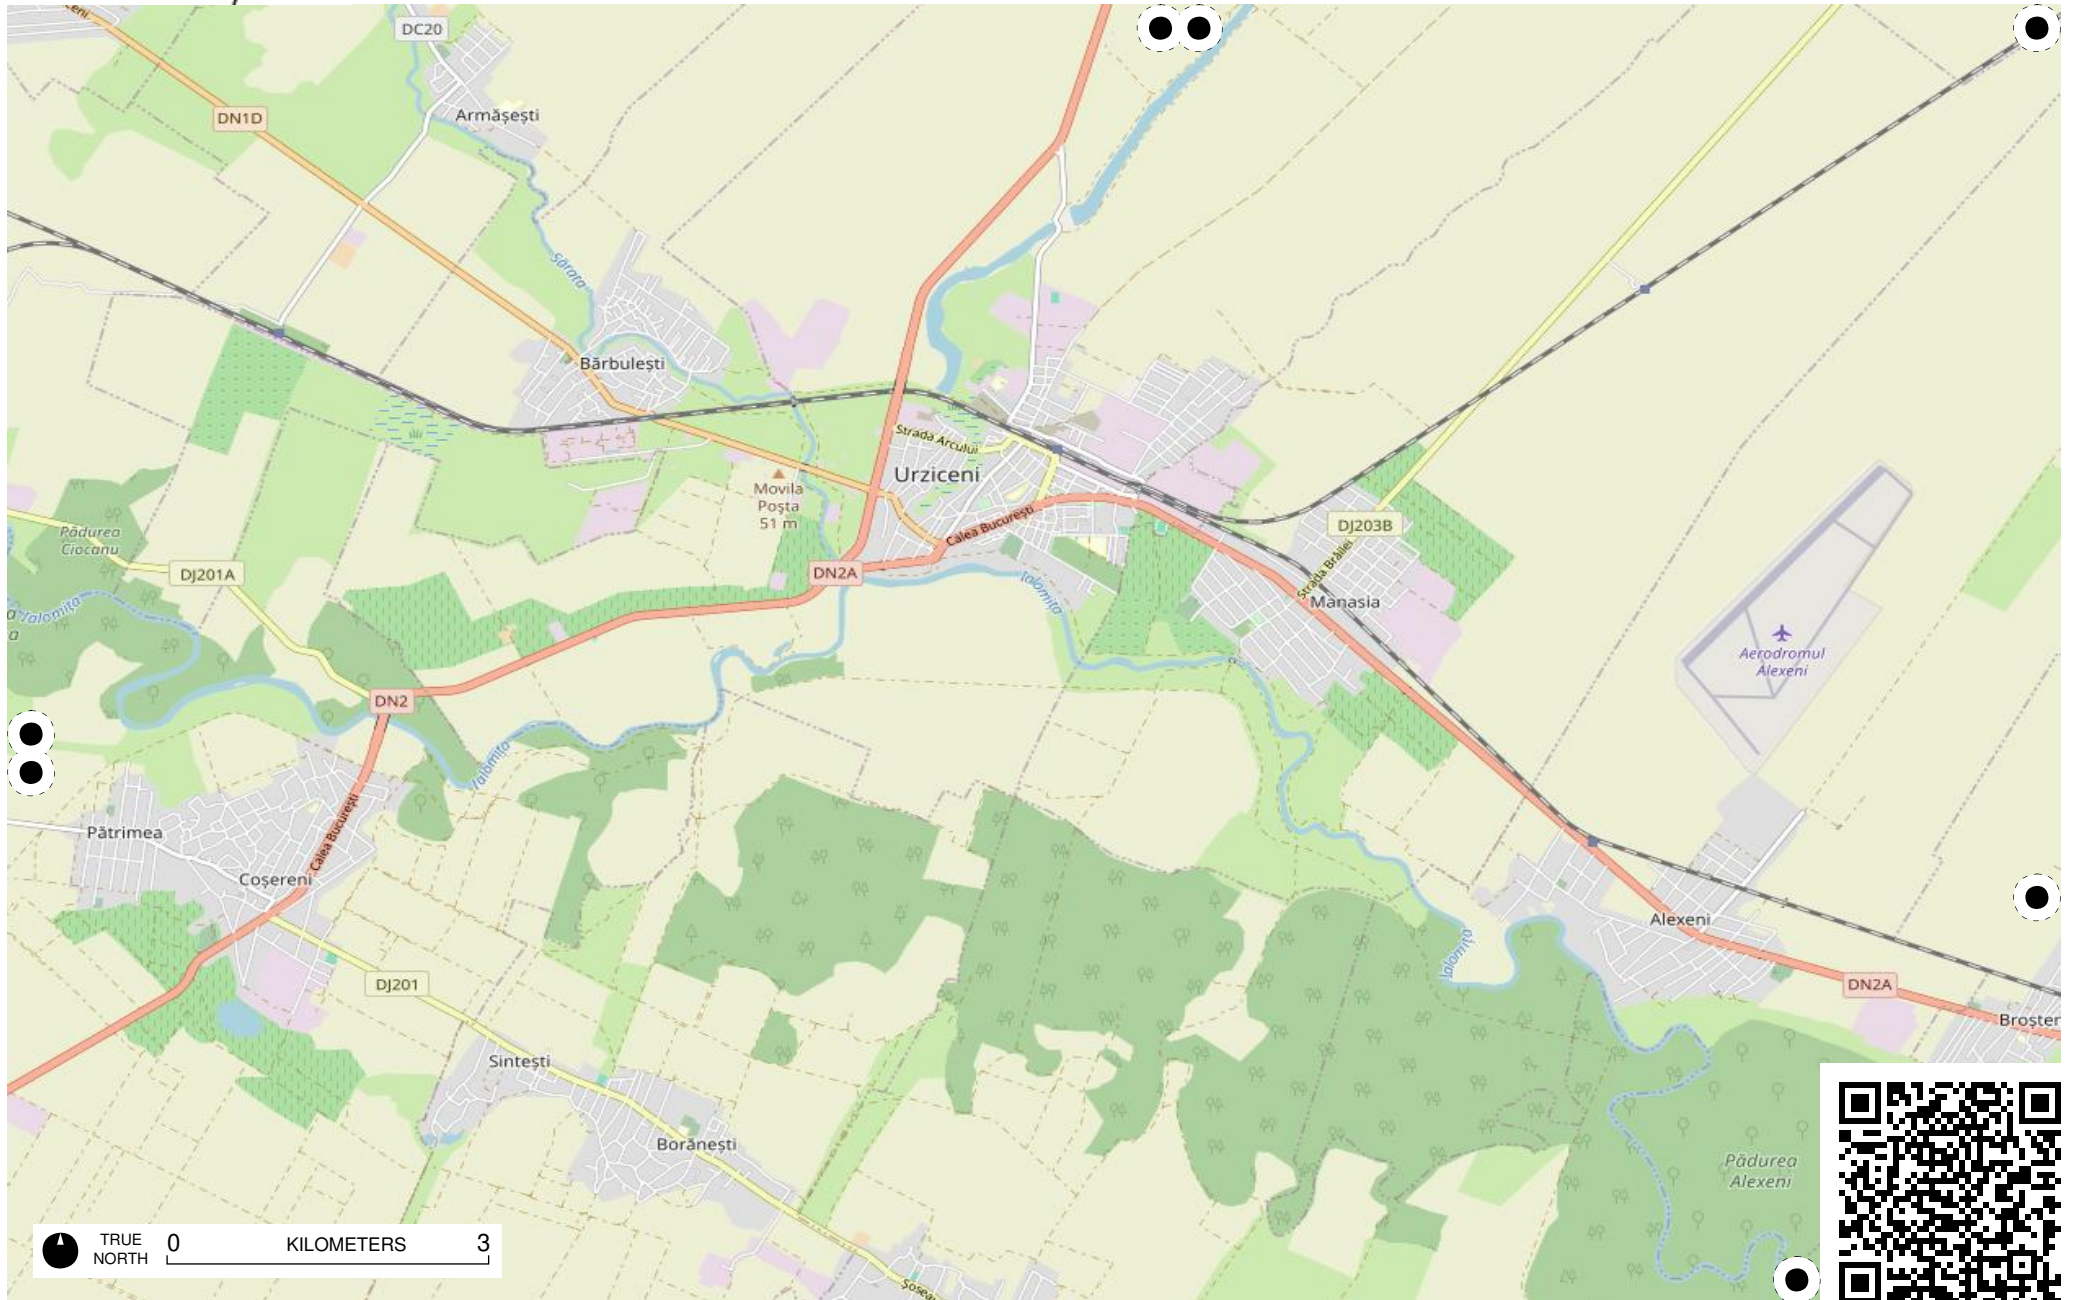 DC20
DN1D
Armășești
Sărata
Bărbulești
Strada Arcului
Urziceni
Movila
Poșta
51 m
Calea București
DJ203B
Pădurea
Ciocanu
DJ201A
DN2A
Ialomița
Ialomița
Strada Brăilei
Manasia
Aerodromul
Alexeni
DN2
Ialomița
Pătrimea
Calea București
Coșereni
Alexeni
Ialomița
DJ201
DN2A
Broșter
Sintești
Borănești
Pădurea
Alexeni
TRUE
NORTH
0 KILOMETERS 3
Șosea